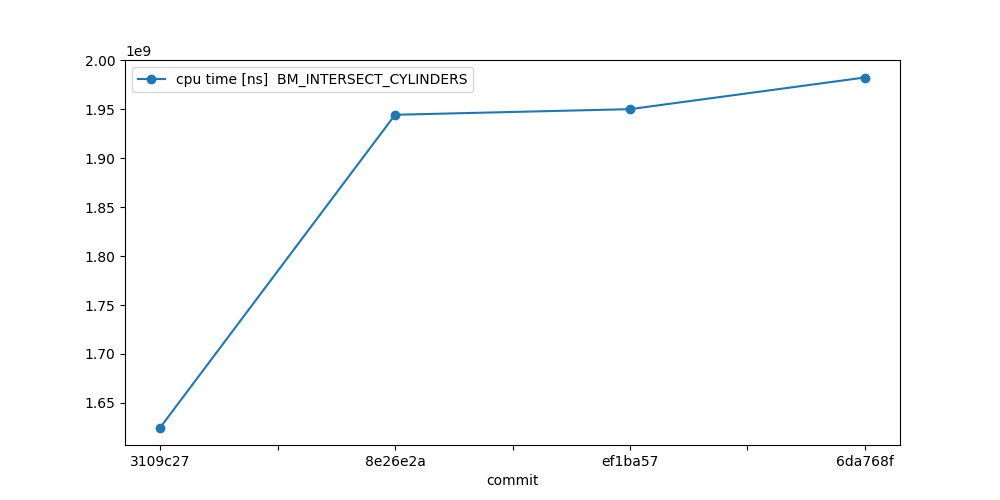 1e9
2.00
1.95
1.90
1.85
1.80
1.75
1.70
1.65
cpu time [ns]  BM_INTERSECT_CYLINDERS
3109c27
8e26e2a
ef1ba57
6da768f
commit